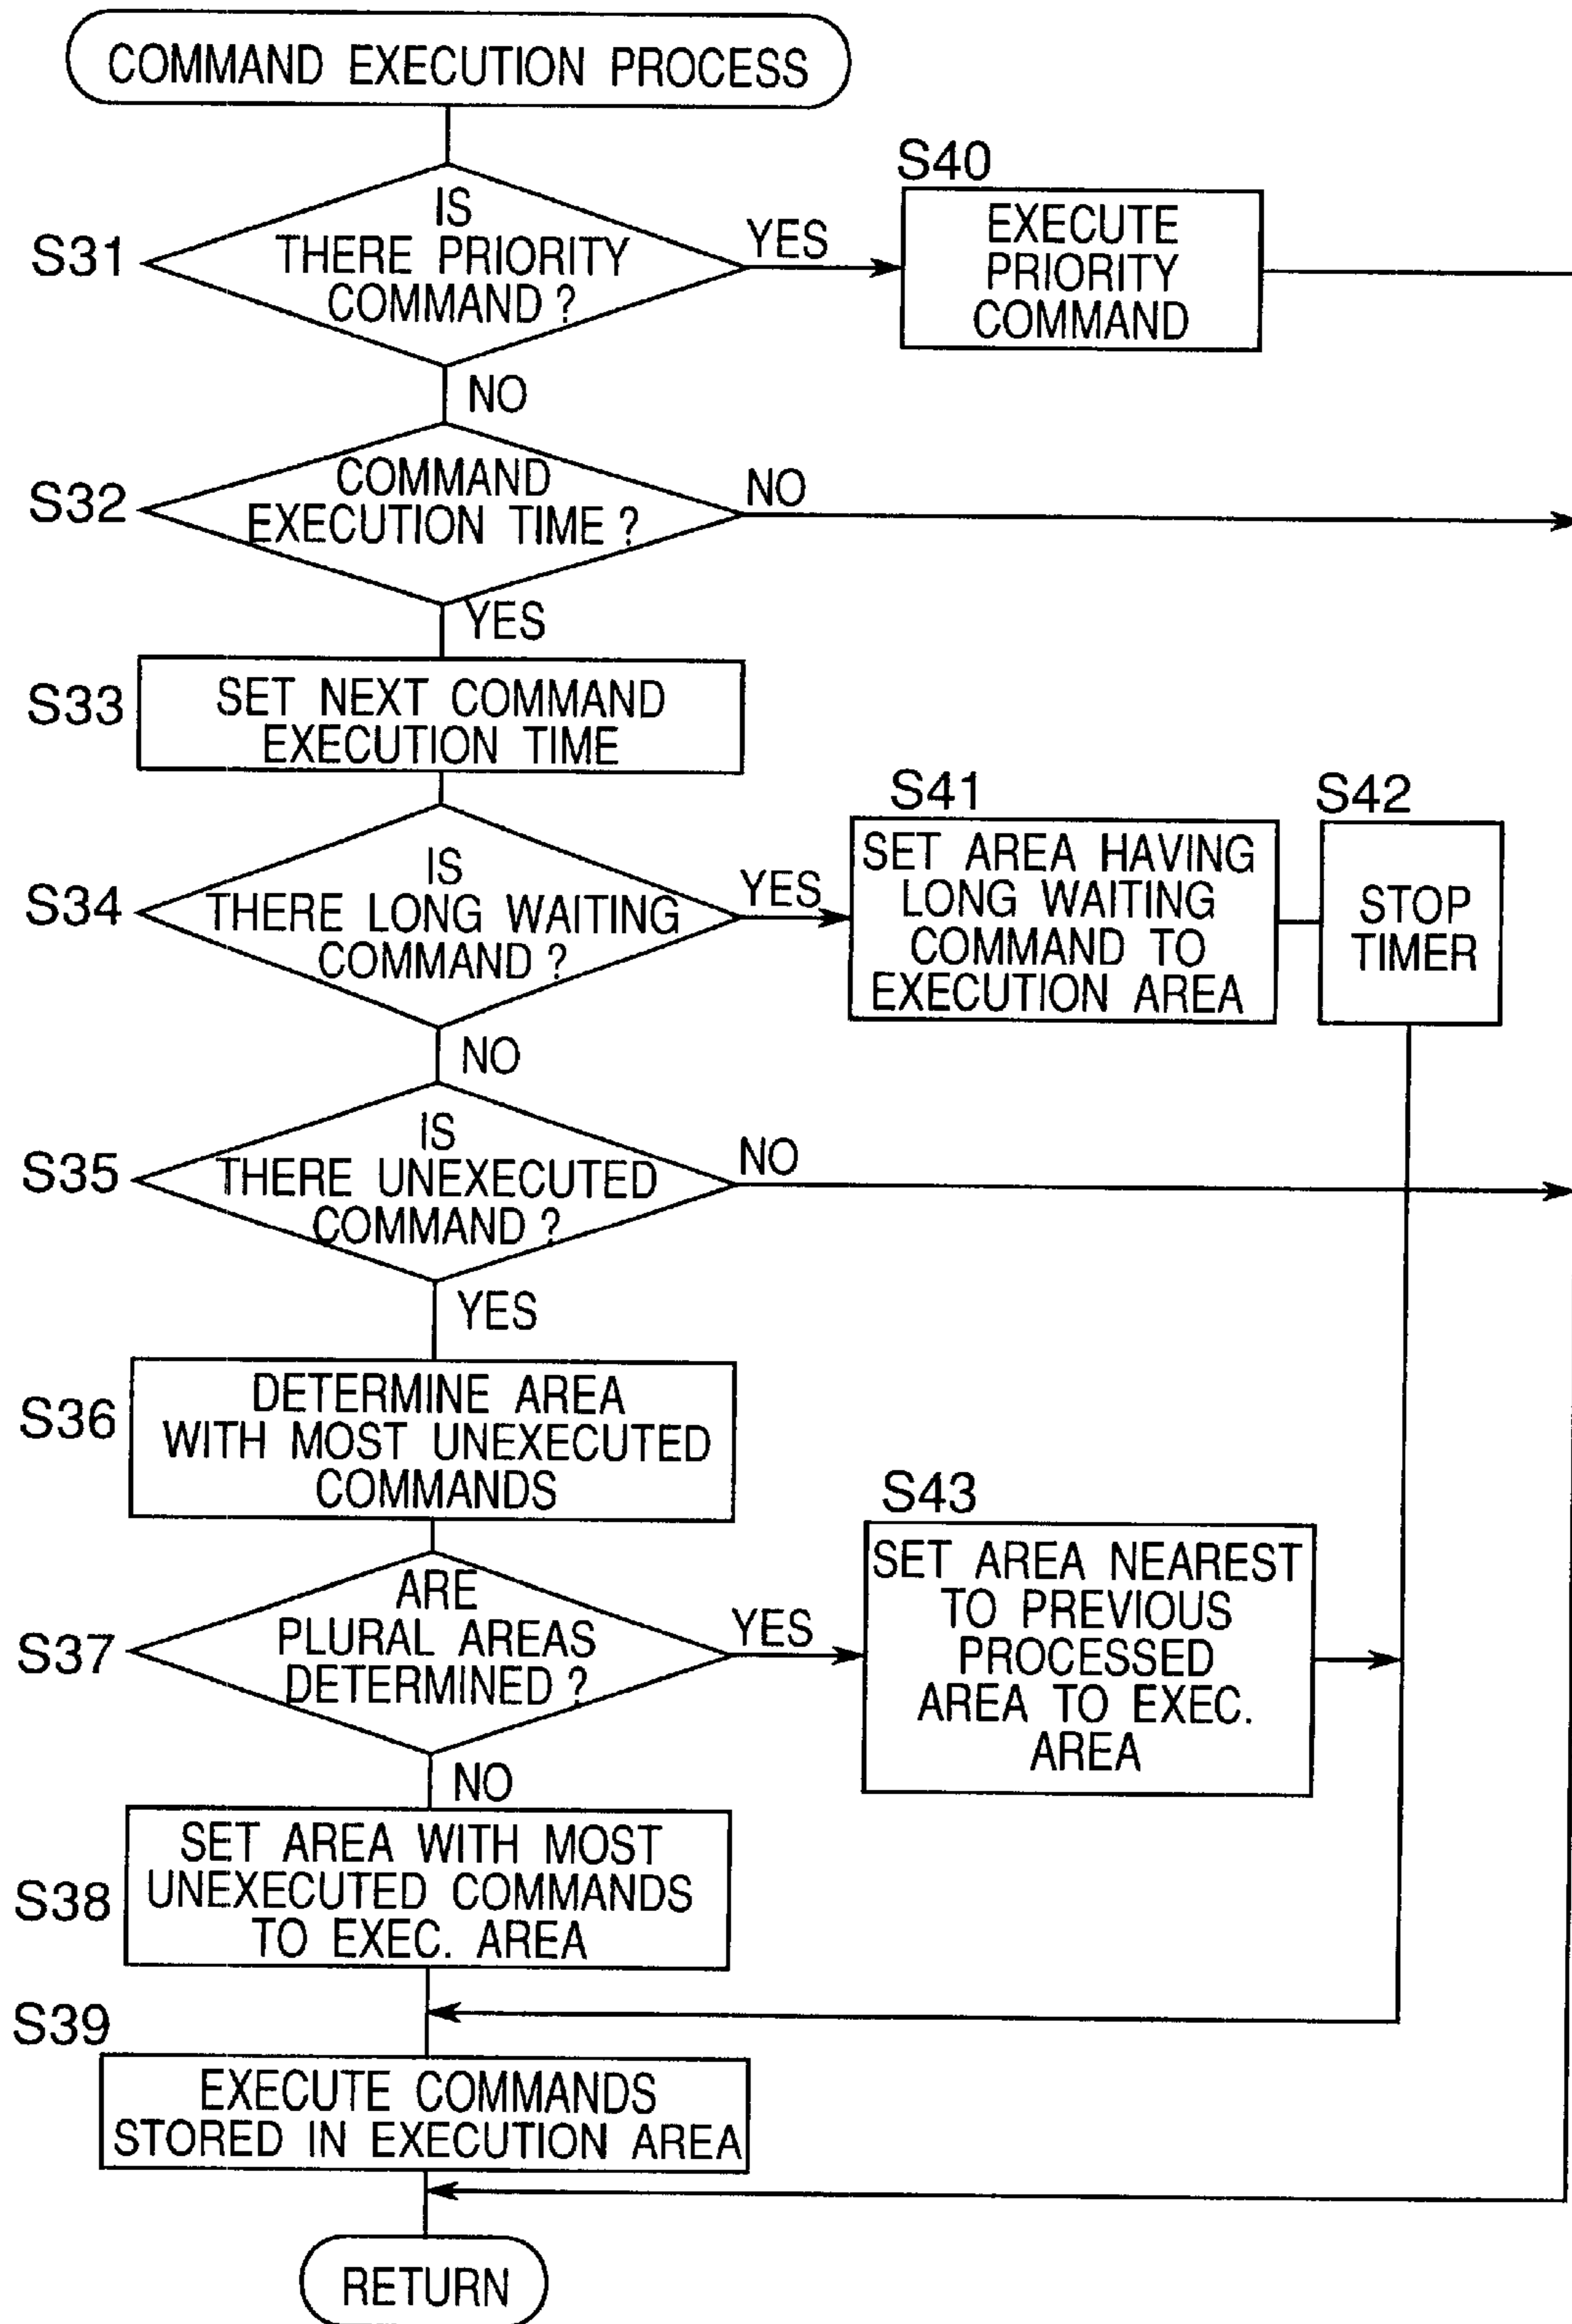 COMMAND EXECUTION PROCESS
S31
IS
THERE PRIORITY
COMMAND ?
YES
S40
EXECUTE
PRIORITY
COMMAND
NO
S32
COMMAND
EXECUTION TIME ?
NO
YES
S33
SET NEXT COMMAND
EXECUTION TIME
S34
IS
THERE LONG WAITING
COMMAND ?
YES
S41
SET AREA HAVING
LONG WAITING
COMMAND TO
EXECUTION AREA
S42
STOP
TIMER
NO
S35
IS
THERE UNEXECUTED
COMMAND ?
NO
YES
S36
DETERMINE AREA
WITH MOST UNEXECUTED
COMMANDS
S37
ARE
PLURAL AREAS
DETERMINED ?
YES
S43
SET AREA NEAREST
TO PREVIOUS
PROCESSED
AREA TO EXEC.
AREA
NO
S38
SET AREA WITH MOST
UNEXECUTED COMMANDS
TO EXEC. AREA
S39
EXECUTE COMMANDS
STORED IN EXECUTION AREA
RETURN